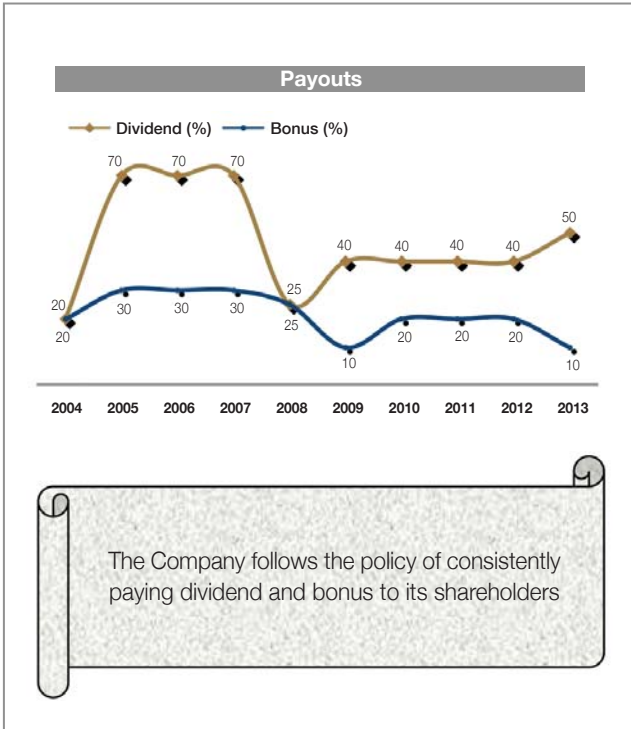 Payouts
Dividend (%) Bonus (%)
70 70 70
50
40 40 40 40
20 25
20 30 30 30 25
20 20 20
10 10
2004 2005 2006 2007 2008 2009 2010 2011 2012 2013
The Company follows the policy of consistently
paying dividend and bonus to its shareholders